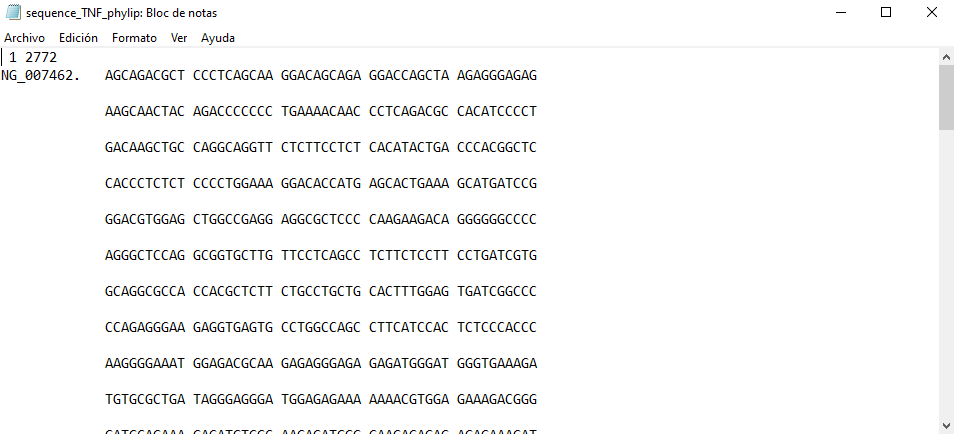 sequence_TNF_phylip: Bloc de notas
Archivo Edición Formato Ver Ayuda
1 2772
NG_007462. AGCAGACGCT CCCTCAGCAA GGACAGCAGA GGACCAGCTA AGAGGGAGAG
AAGCAACTAC AGACCCCCCC TGAAAACAAC CCTCAGACGC CACATCCCCT
GACAAGCTGC CAGGCAGGTT CTCTTCCTCT CACATACTGA CCCACGGCTC
CACCCTCTCT CCCCTGGAAA GGACACCATG AGCACTGAAA GCATGATCCG
GGACGTGGAG CTGGCCGAGG AGGCGCTCCC CAAGAAGACA GGGGGGCCCC
AGGGCTCCAG GCGGTGCTTG TTCCTCAGCC TCTTCTCCTT CCTGATCGTG
GCAGGCGCCA CCACGCTCTT CTGCCTGCTG CACTTTGGAG TGATCGGCCC
CCAGAGGGAA GAGGTGAGTG CCTGGCCAGC CTTCATCCAC TCTCCCACCC
AAGGGGAAAT GGAGACGCAA GAGAGGGAGA GAGATGGGAT GGGTGAAAGA
TGTGCGCTGA TAGGGAGGGA TGGAGAGAAA AAAACGTGGA GAAAGACGGG